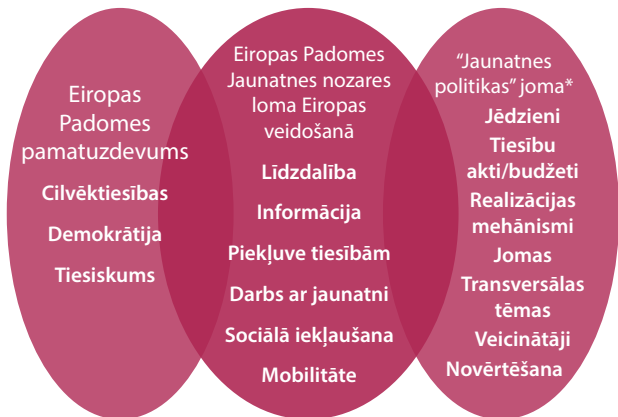 Eiropas
Padomes
pamatuzdevums
Cilvēktiesības
Demokrātija
Tiesiskums
Eiropas Padomes
Jaunatnes nozares
loma Eiropas
veidošanā
Līdzdalība
Informācija
Piekļuve tiesībām
Darbs ar jaunatni
Sociālā iekļaušana
Mobilitāte
“Jaunatnes
politikas” joma*
Jēdzieni
Tiesību
akti/budžeti
Realizācijas
mehānismi
Jomas
Transversālas
tēmas
Veicinātāji
Novērtēšana